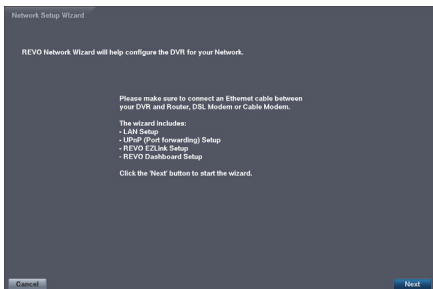 Network Setup Wizard
REVO Network Wizard will help configure the DVR for your Network.
Please make sure to connect an Ethernet cable between
your DVR and Router, DSL Modem or Cable Modem.
The wizard includes:
- LAN Setup
- UPnP (Port forwarding) Setup
- REVO EZLink Setup
- REVO Dashboard Setup
Click the 'Next' button to start the wizard.
Cancel
Next